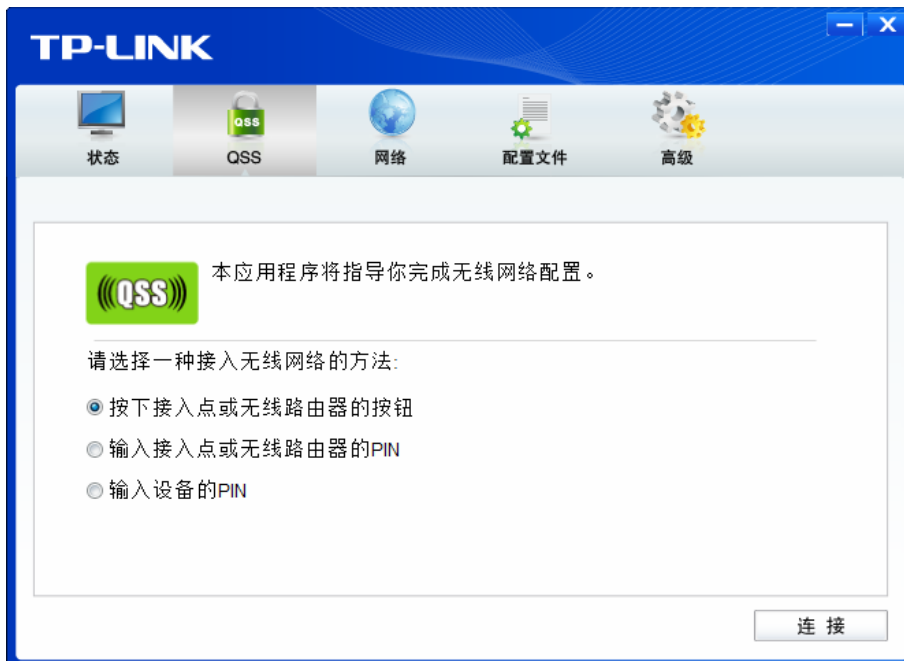 TP-LINK
QSS
状态
QSS
网络
配置文件
高级
((QSS))
本应用程序将指导你完成无线网络配置。
请选择一种接入无线网络的方法:
按下接入点或无线路由器的按钮
输入接入点或无线路由器的PIN
输入设备的PIN
连 接